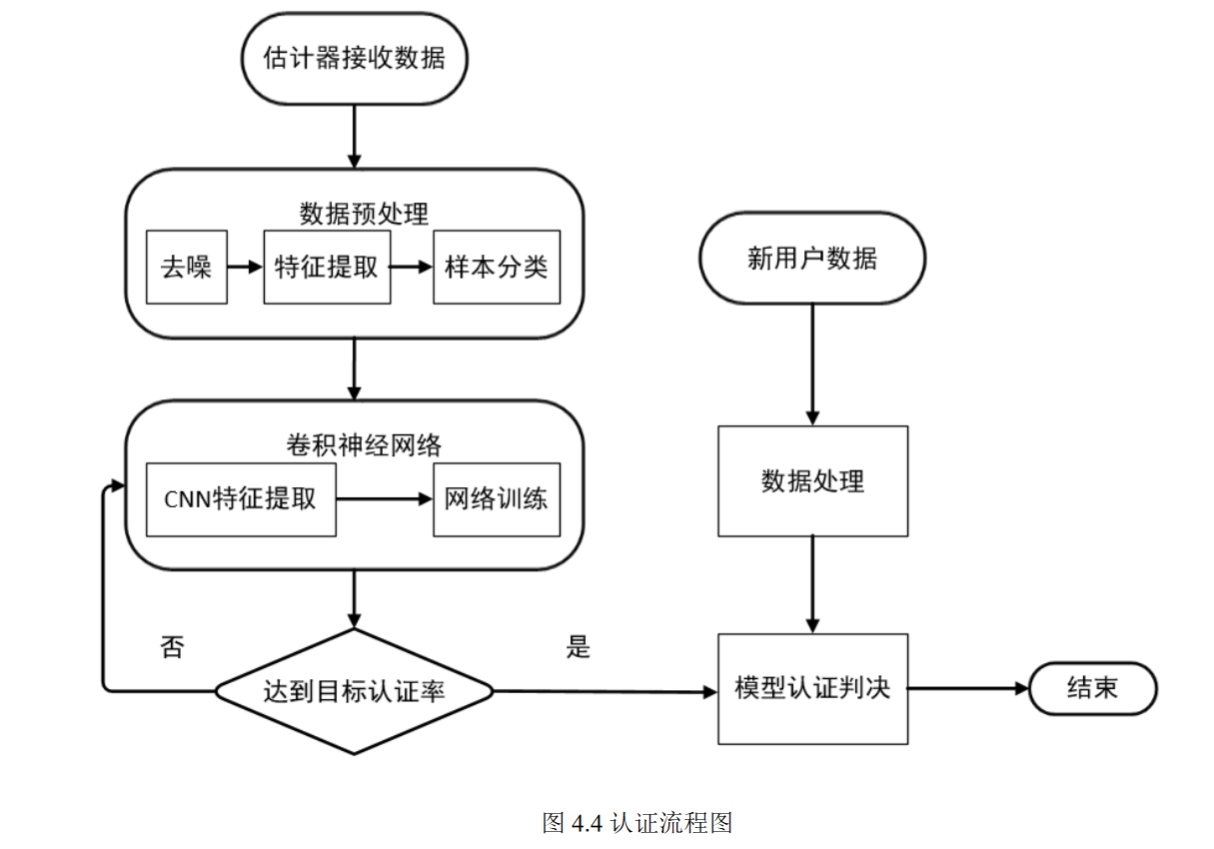 估计器接收数据
数据预处理
去噪
特征提取
样本分类
卷积神经网络
CNN特征提取
网络训练
否
是
达到目标认证率
新用户数据
数据处理
模型认证判决
结束
图 4.4 认证流程图